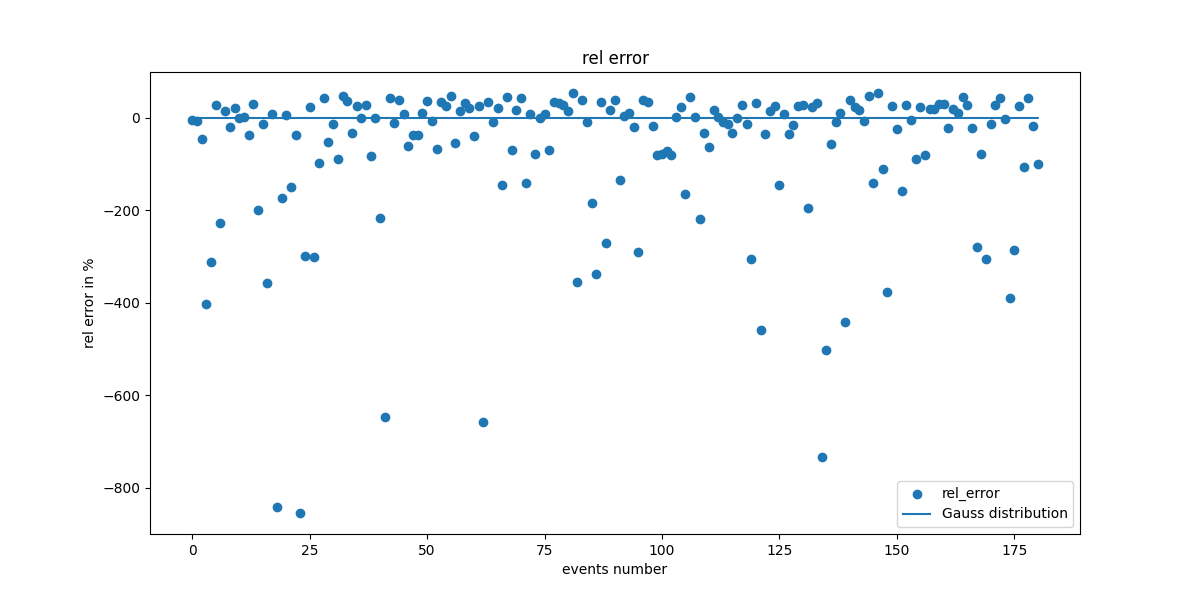 rel error
rel error in %
0
−200
−400
−600
−800
0
25
50
75
100
125
150
175
events number
rel_error
Gauss distribution